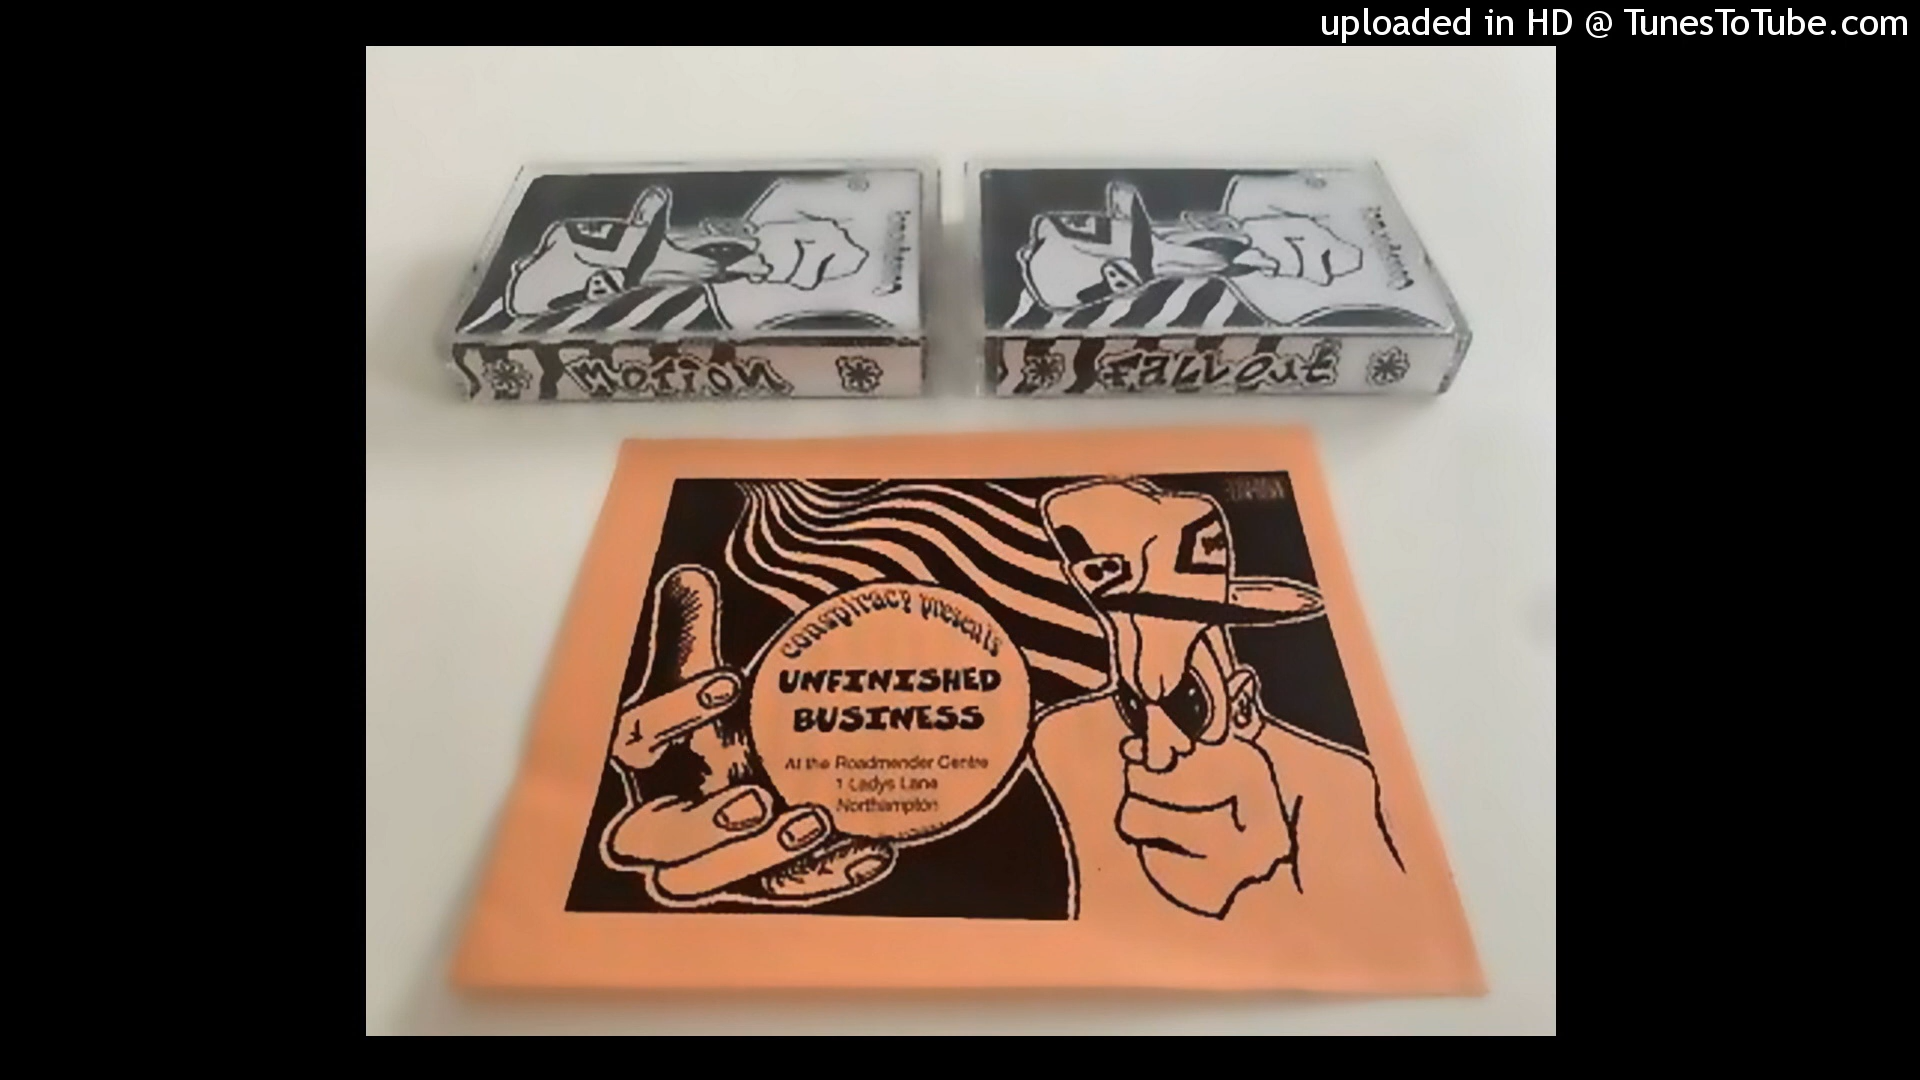 uploaded in HD @ TunesToTube.com
MOTION
Fallout
conspiracy presents
UNFINISHED
BUSINESS
At the Roadmender Centre
1 Ladys Lane
Northampton